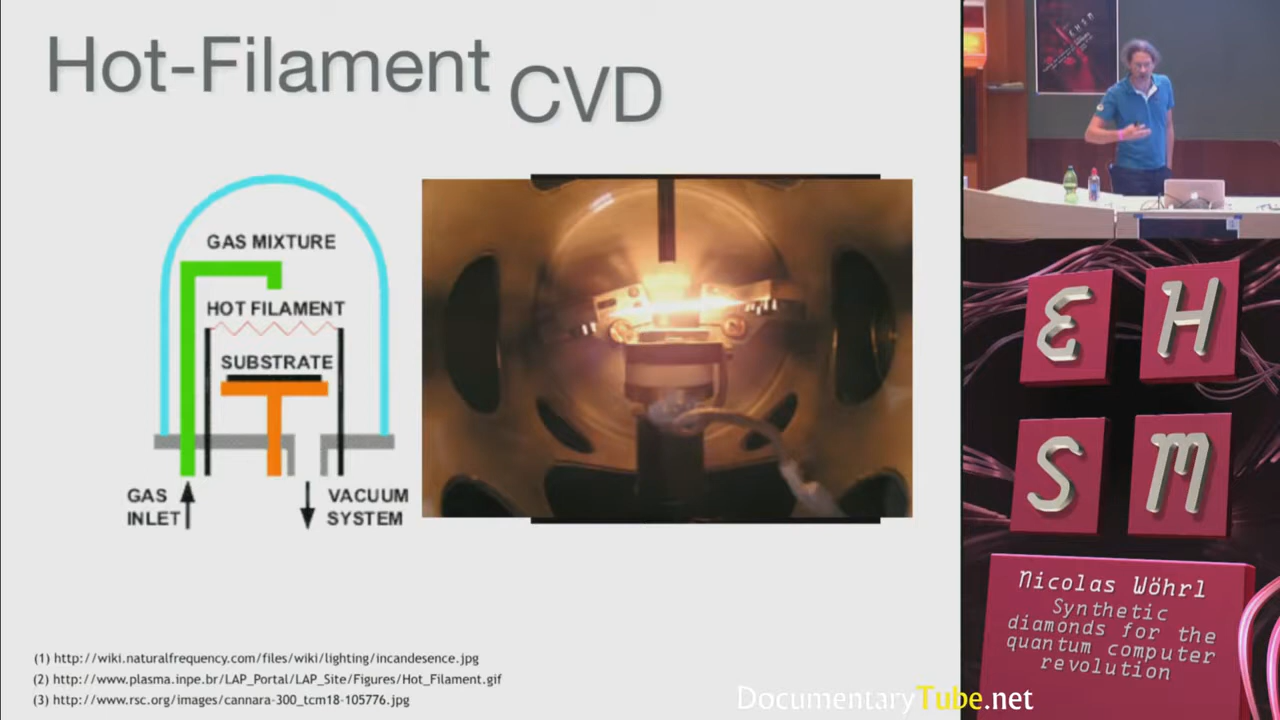 Hot-Filament CVD
GAS MIXTURE
HOT FILAMENT
SUBSTRATE
GAS
INLET
VACUUM
SYSTEM
(1) http://wiki.naturalfrequency.com/files/wiki/lighting/incandesence.jpg
(2) http://www.plasma.inpe.br/LAP_Portal/LAP_Site/Figures/Hot_Filament.gif
(3) http://www.rsc.org/images/cannara-300_tcm18-105776.jpg
EHSM
E H
S M
Nicolas Wöhrl
Synthetic
diamonds for the
quantum computer
revolution
DocumentaryTube.net